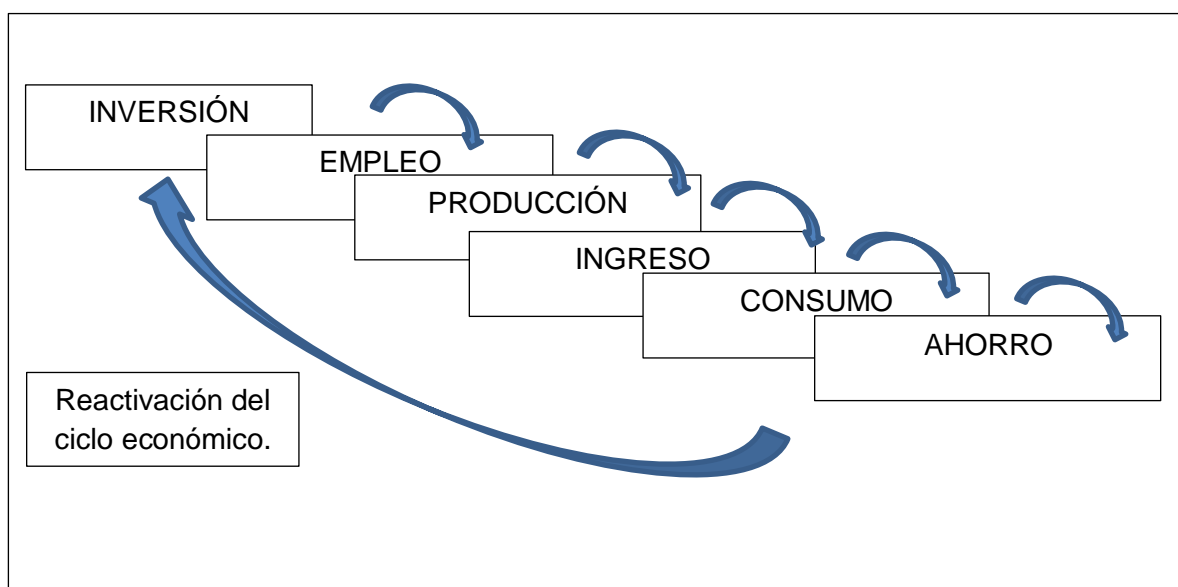 INVERSIÓN
EMPLEO
PRODUCCIÓN
INGRESO
CONSUMO
AHORRO
Reactivación del
ciclo económico.